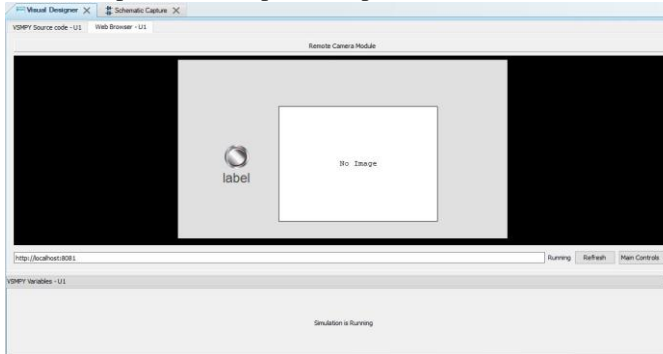 Visual Designer
Schematic Capture
VSMPY Source code - U1
Web Browser - U1
Remote Camera Module
No Image
label
http://localhost:8081
Running
Refresh
Main Controls
VSMPY Variables - U1
Simulation is Running